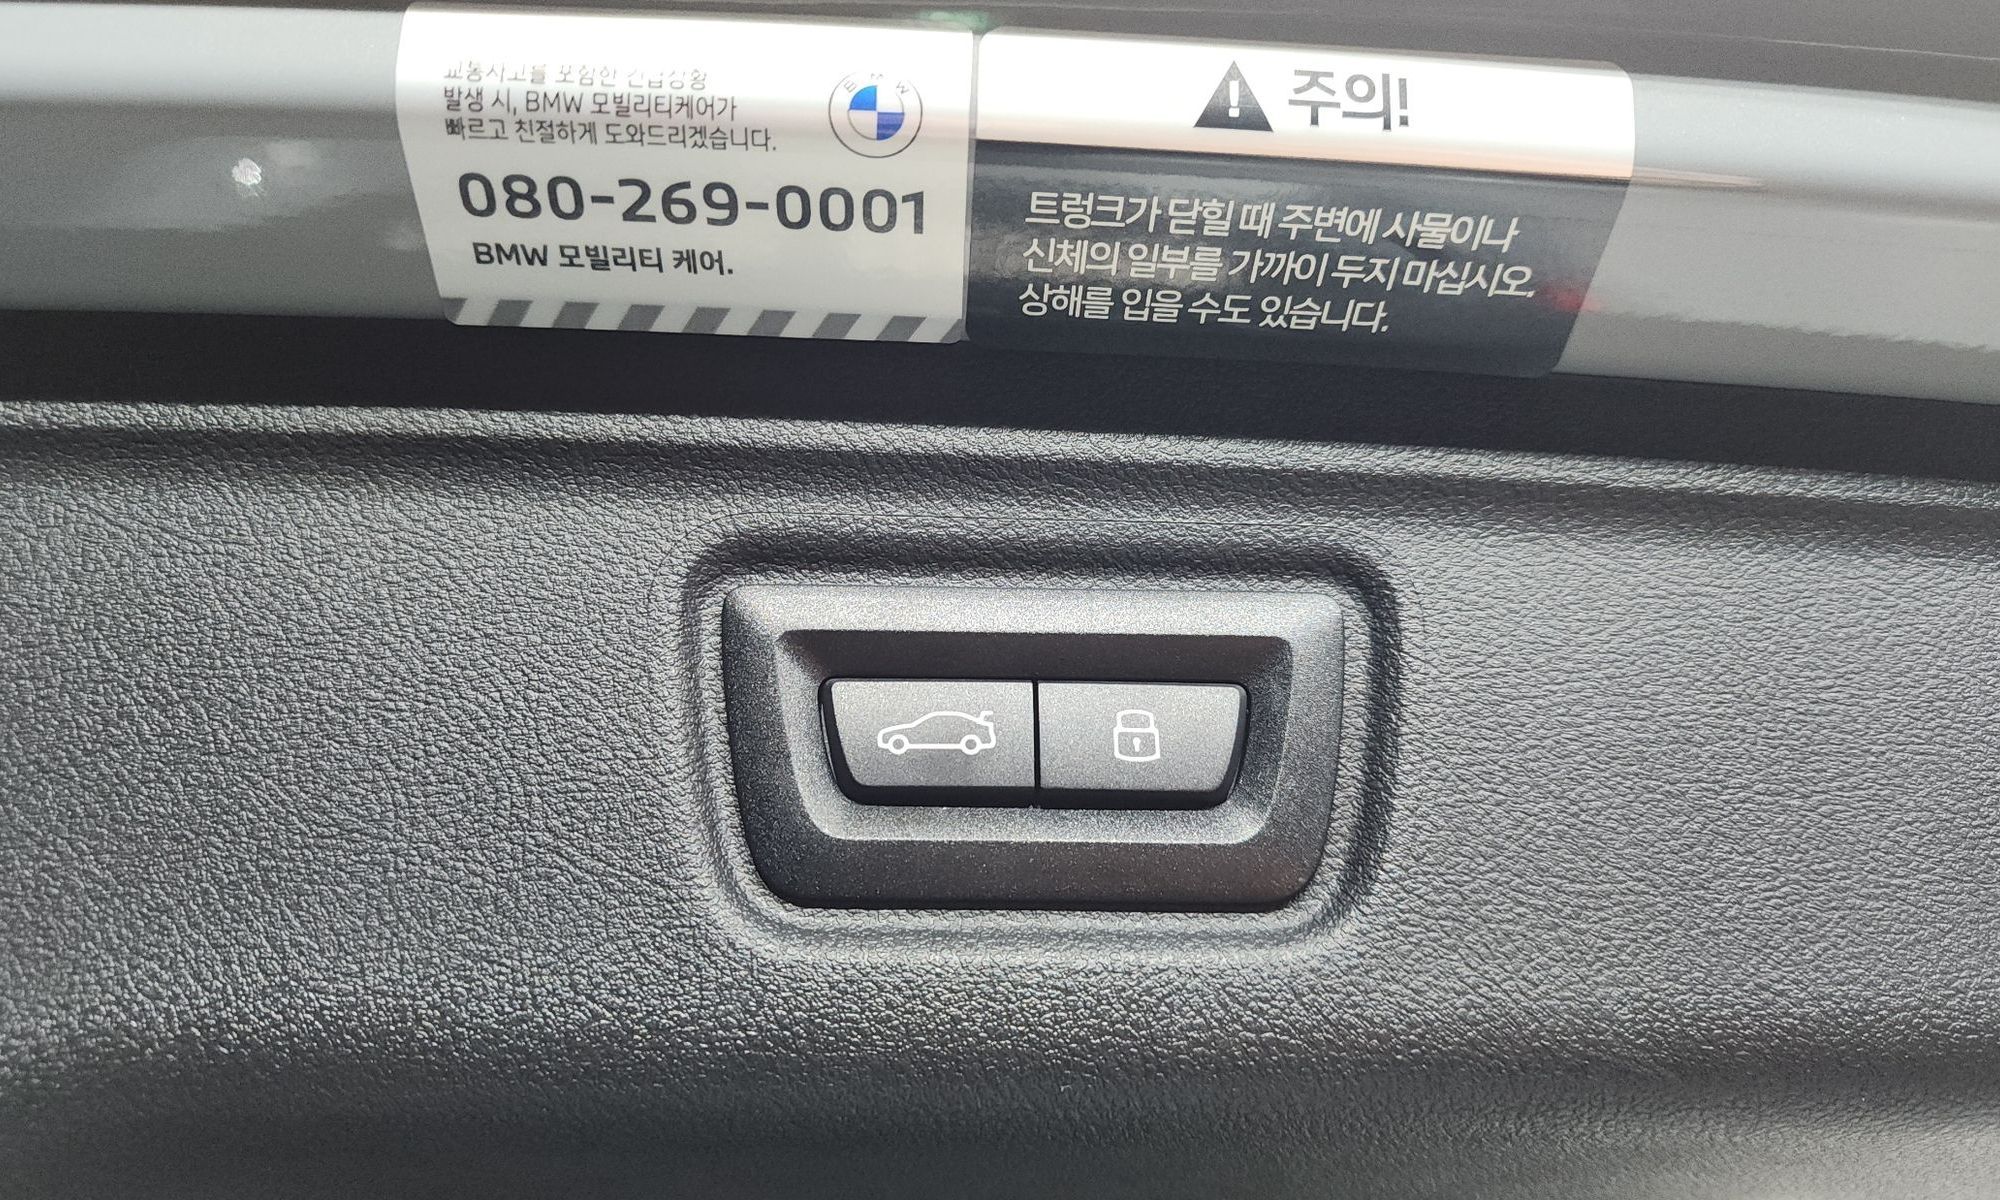 교통사고를 포함한 긴급상황
발생 시, BMW 모빌리티케어가
빠르고 친절하게 도와드리겠습니다.
BMW
080-269-0001
BMW 모빌리티 케어.
주의!
트렁크가 닫힐 때 주변에 사물이나
신체의 일부를 가까이 두지 마십시오.
상해를 입을 수도 있습니다.